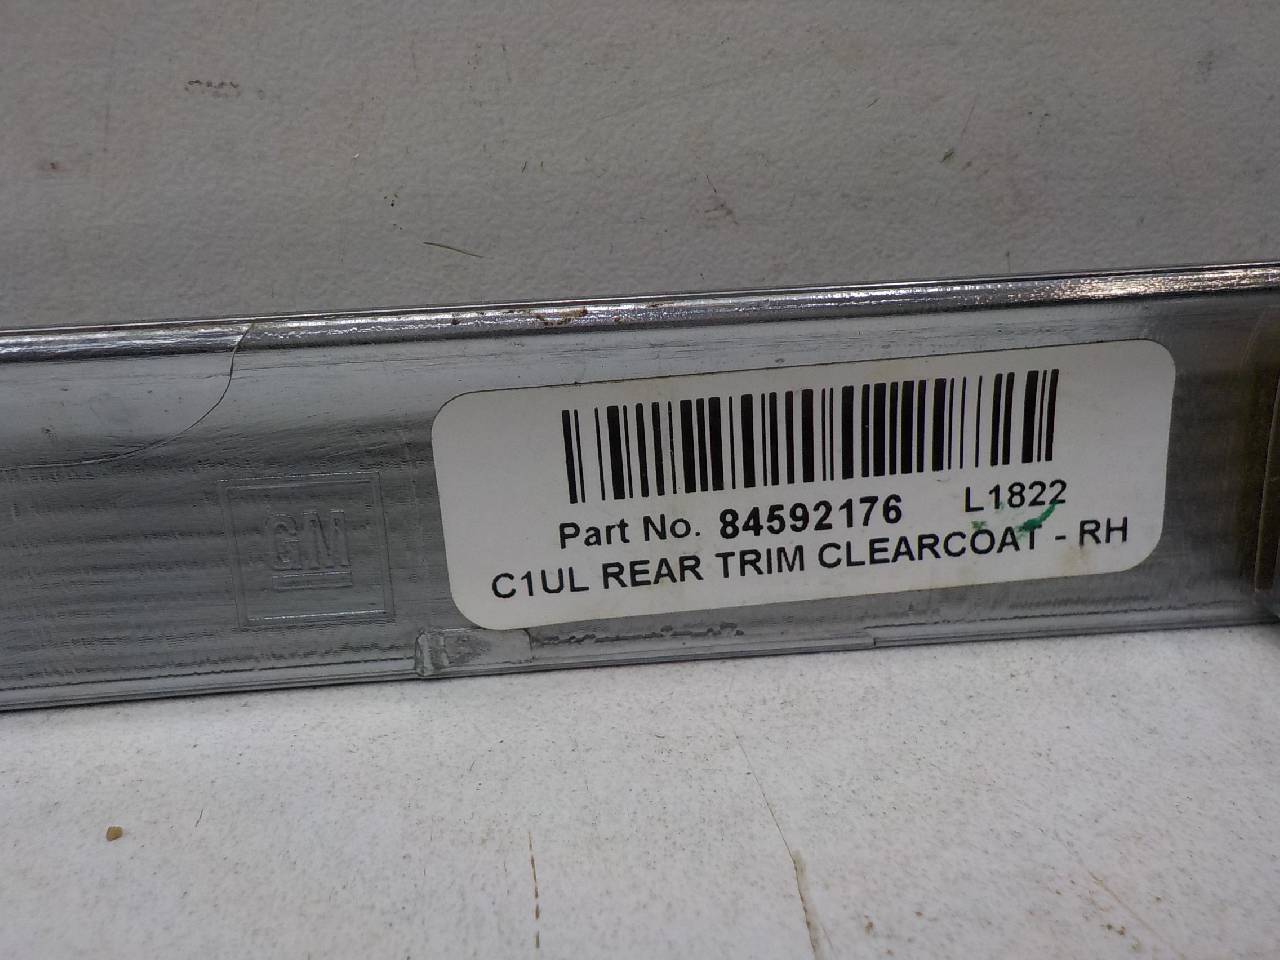 GM
Part No. 84592176 L1822
C1UL REAR TRIM CLEARCOAT - RH